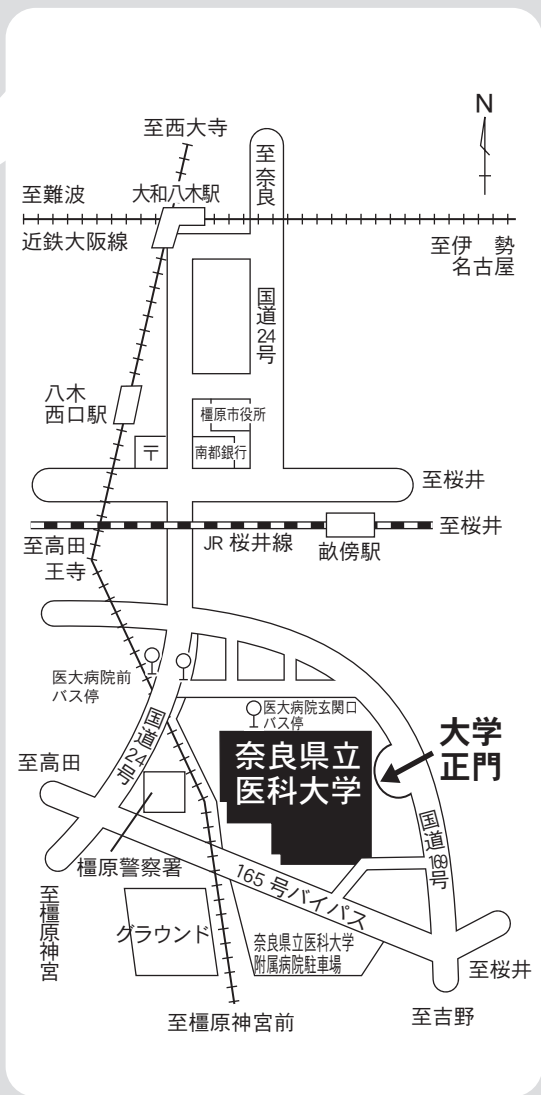 N
至西大寺
至奈良
至難波
大和八木駅
近鉄大阪線
至伊 勢
名古屋
国道24号
八木
西口駅
橿原市役所
〒
南都銀行
至桜井
至桜井
至高田
王寺
JR 桜井線
畝傍駅
医大病院前
バス停
国道24号
医大病院玄関口
バス停
大学
正門
奈良県立
医科大学
至高田
国道169号
橿原警察署
165 号バイパス
至橿原神宮
グラウンド
奈良県立医科大学
附属病院駐車場
至桜井
至橿原神宮前
至吉野